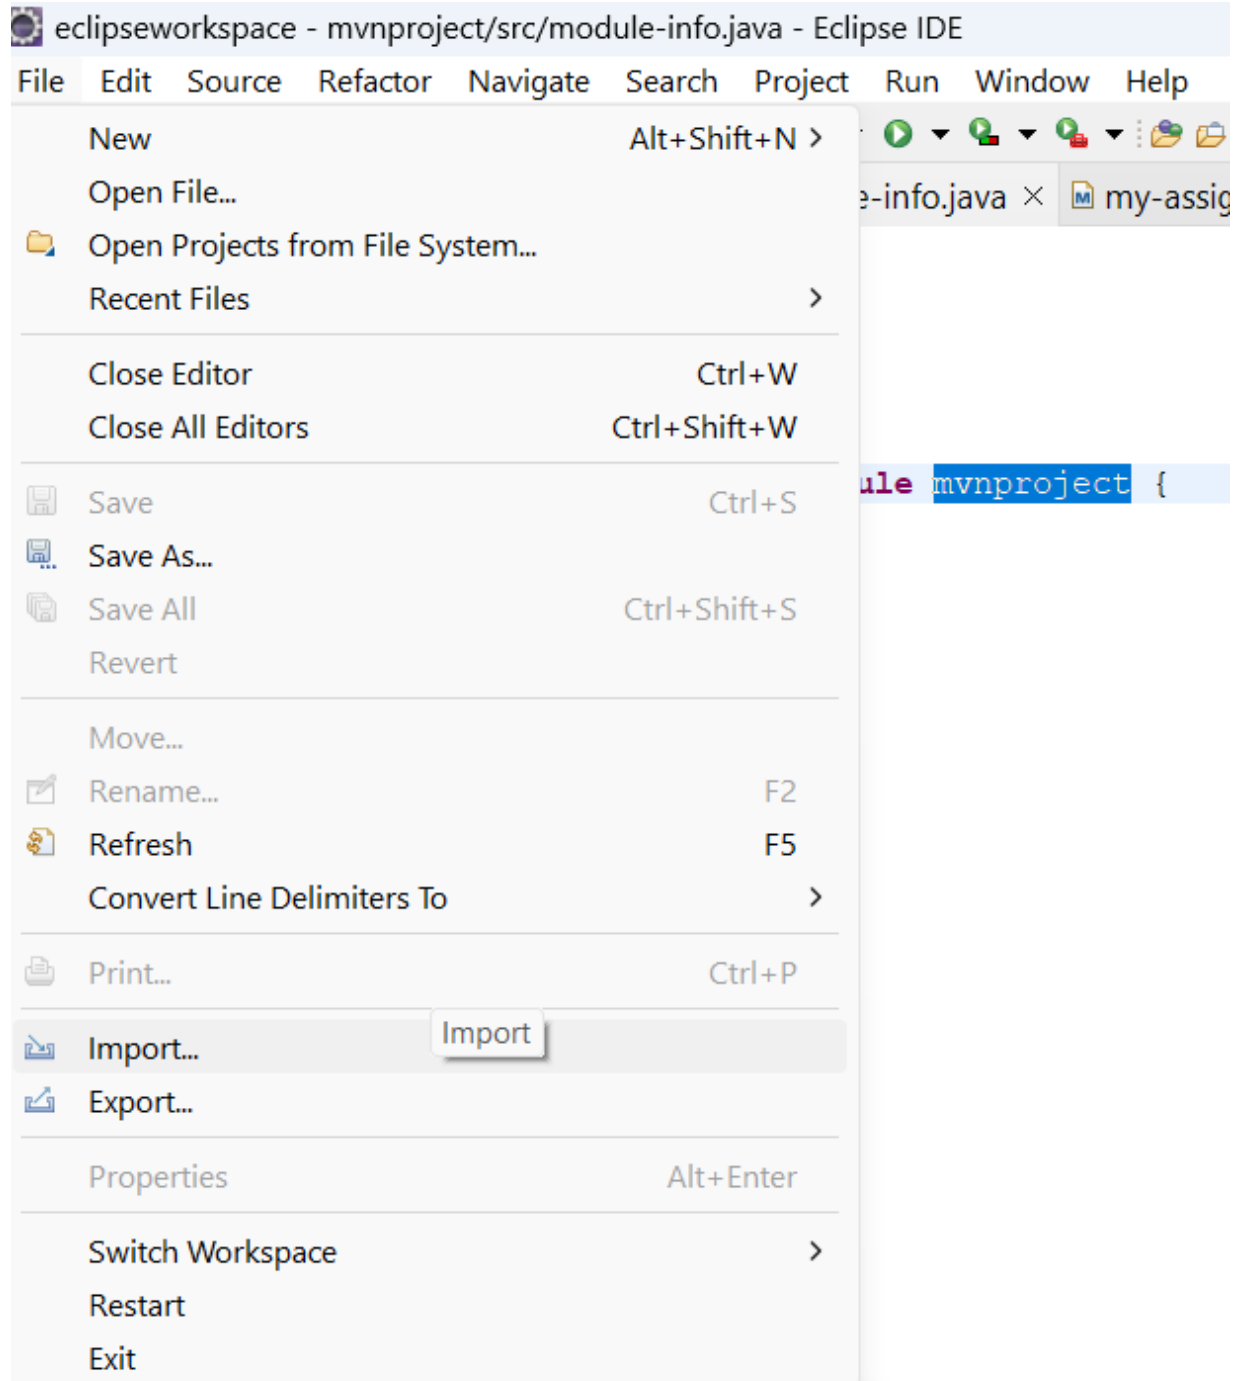 eclipseworkspace - mvnproject/src/module-info.java - Eclipse IDE
File Edit Source Refactor Navigate Search Project Run Window Help
New Alt+Shift+N >
Open File...
e-info.java × my-assig
Open Projects from File System...
Recent Files >
Close Editor Ctrl+W
Close All Editors Ctrl+Shift+W
ule mvnproject {
Save Ctrl+S
Save As...
Save All Ctrl+Shift+S
Revert
Move...
Rename... F2
Refresh F5
Convert Line Delimiters To >
Print... Ctrl+P
Import
Import...
Export...
Properties Alt+Enter
Switch Workspace >
Restart
Exit